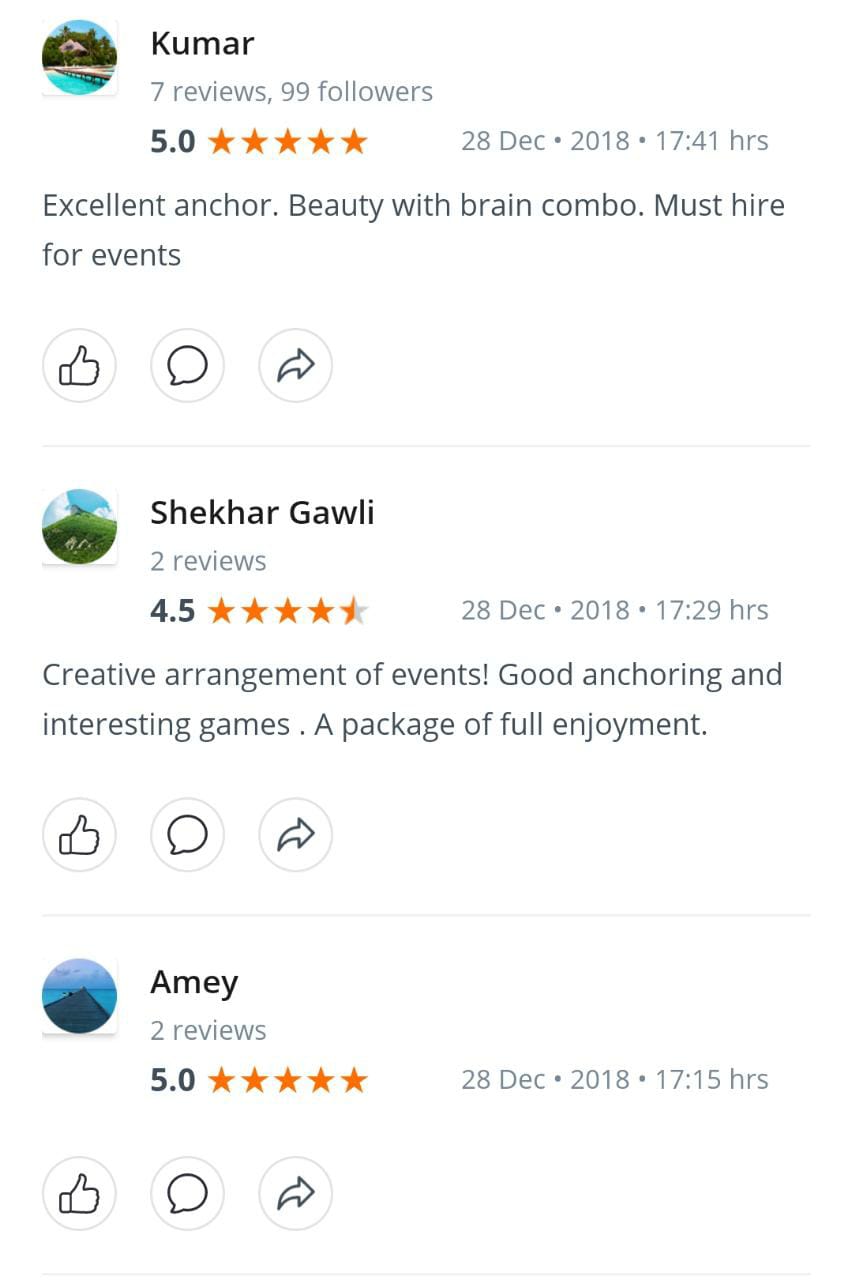 Kumar
7 reviews, 99 followers
5.0 28 Dec • 2018 • 17:41 hrs
Excellent anchor. Beauty with brain combo. Must hire
for events
Shekhar Gawli
2 reviews
4.5 28 Dec • 2018 • 17:29 hrs
Creative arrangement of events! Good anchoring and
interesting games . A package of full enjoyment.
Amey
2 reviews
5.0 28 Dec • 2018 • 17:15 hrs